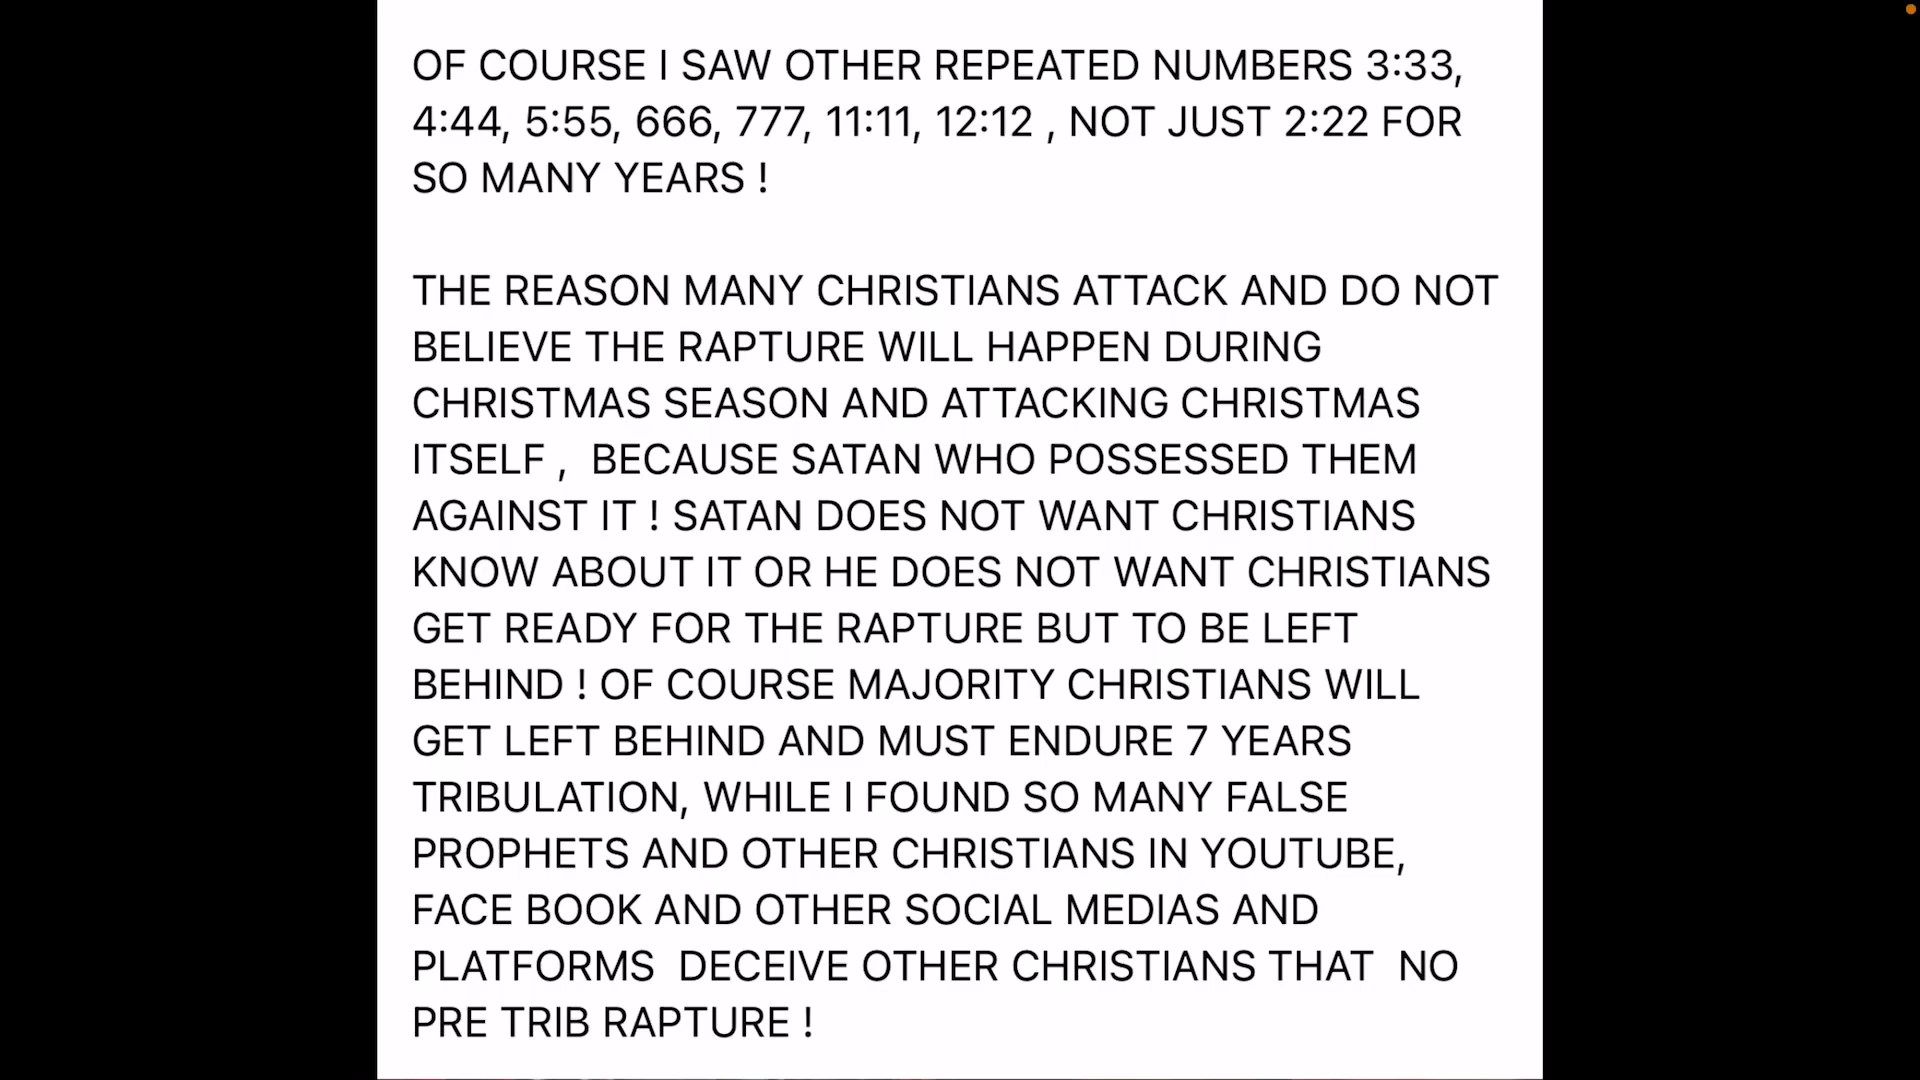 OF COURSE I SAW OTHER REPEATED NUMBERS 3:33,
4:44, 5:55, 666, 777, 11:11, 12:12 , NOT JUST 2:22 FOR
SO MANY YEARS !
THE REASON MANY CHRISTIANS ATTACK AND DO NOT
BELIEVE THE RAPTURE WILL HAPPEN DURING
CHRISTMAS SEASON AND ATTACKING CHRISTMAS
ITSELF ,  BECAUSE SATAN WHO POSSESSED THEM
AGAINST IT ! SATAN DOES NOT WANT CHRISTIANS
KNOW ABOUT IT OR HE DOES NOT WANT CHRISTIANS
GET READY FOR THE RAPTURE BUT TO BE LEFT
BEHIND ! OF COURSE MAJORITY CHRISTIANS WILL
GET LEFT BEHIND AND MUST ENDURE 7 YEARS
TRIBULATION, WHILE I FOUND SO MANY FALSE
PROPHETS AND OTHER CHRISTIANS IN YOUTUBE,
FACE BOOK AND OTHER SOCIAL MEDIAS AND
PLATFORMS  DECEIVE OTHER CHRISTIANS THAT  NO
PRE TRIB RAPTURE !